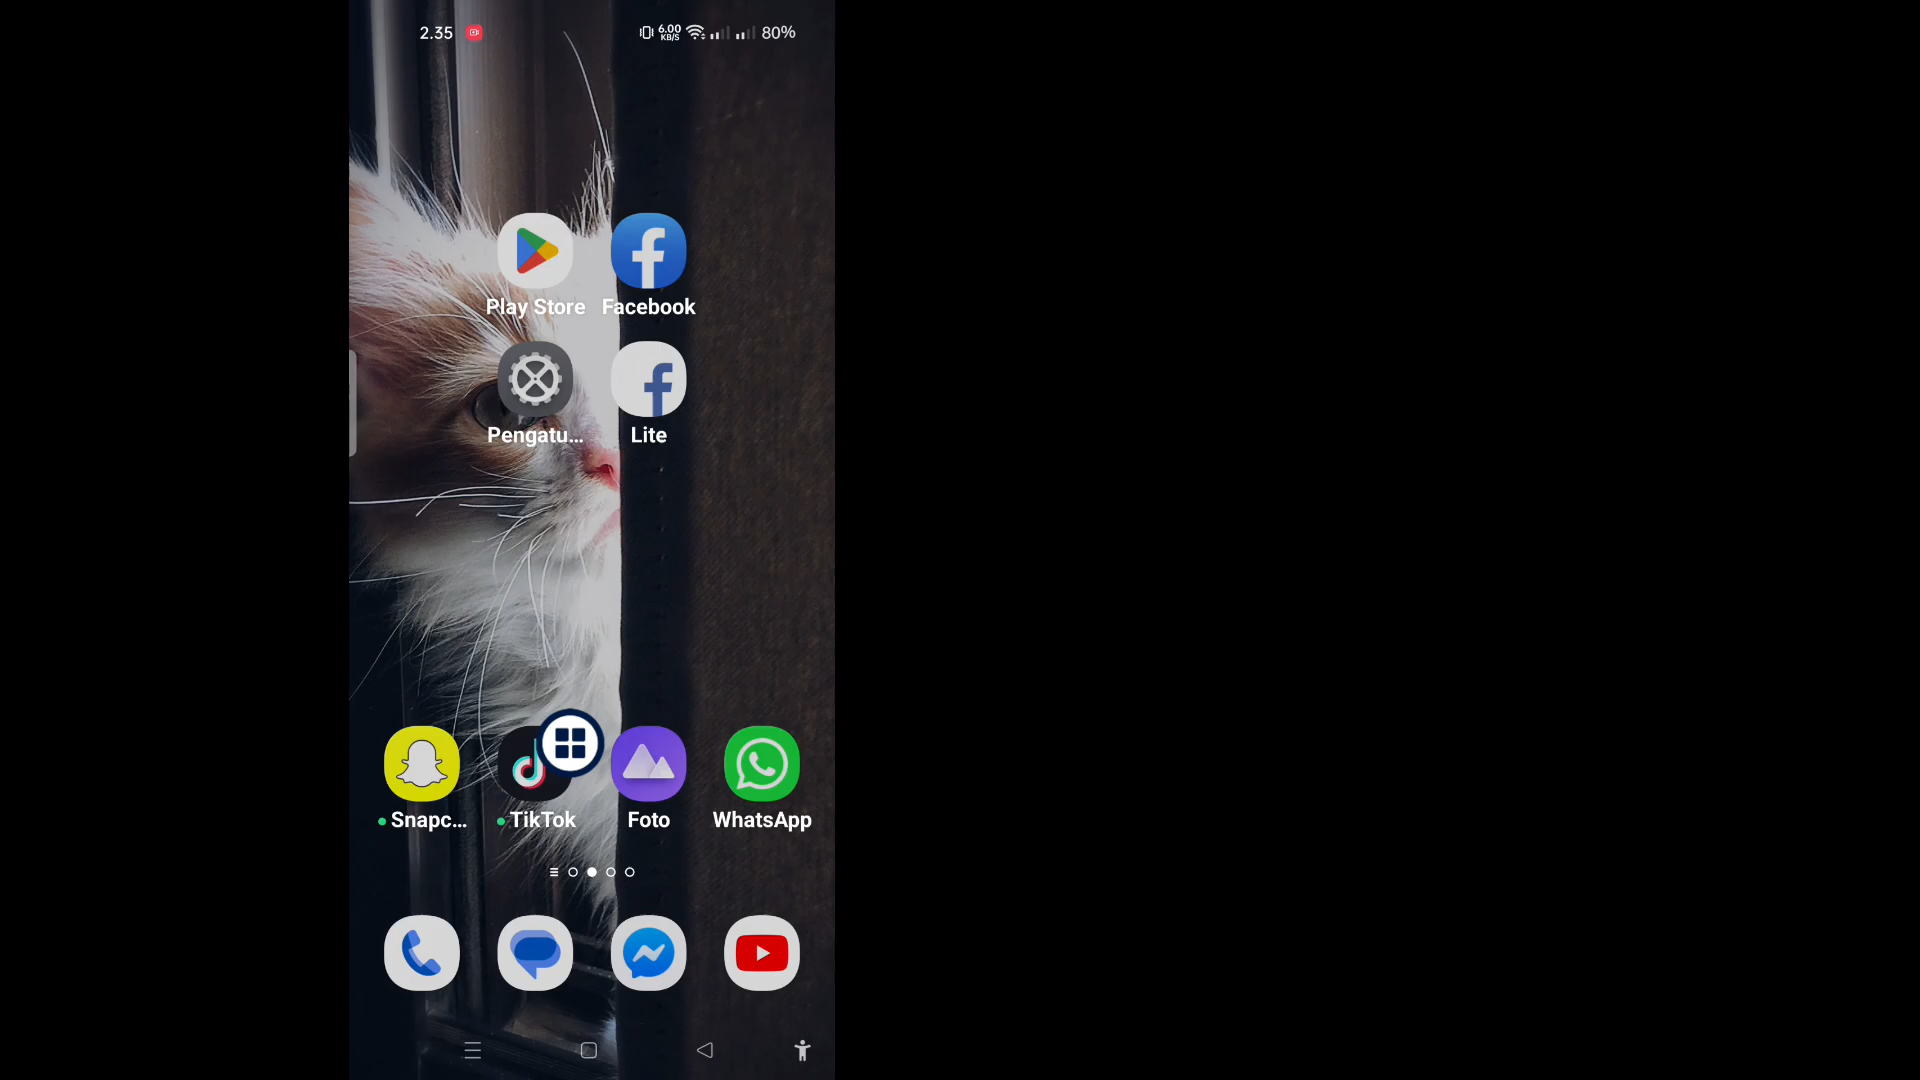 2.35
6.00
KB/S
80%
Play Store
Facebook
Pengatu...
Lite
Snapc...
TikTok
Foto
WhatsApp